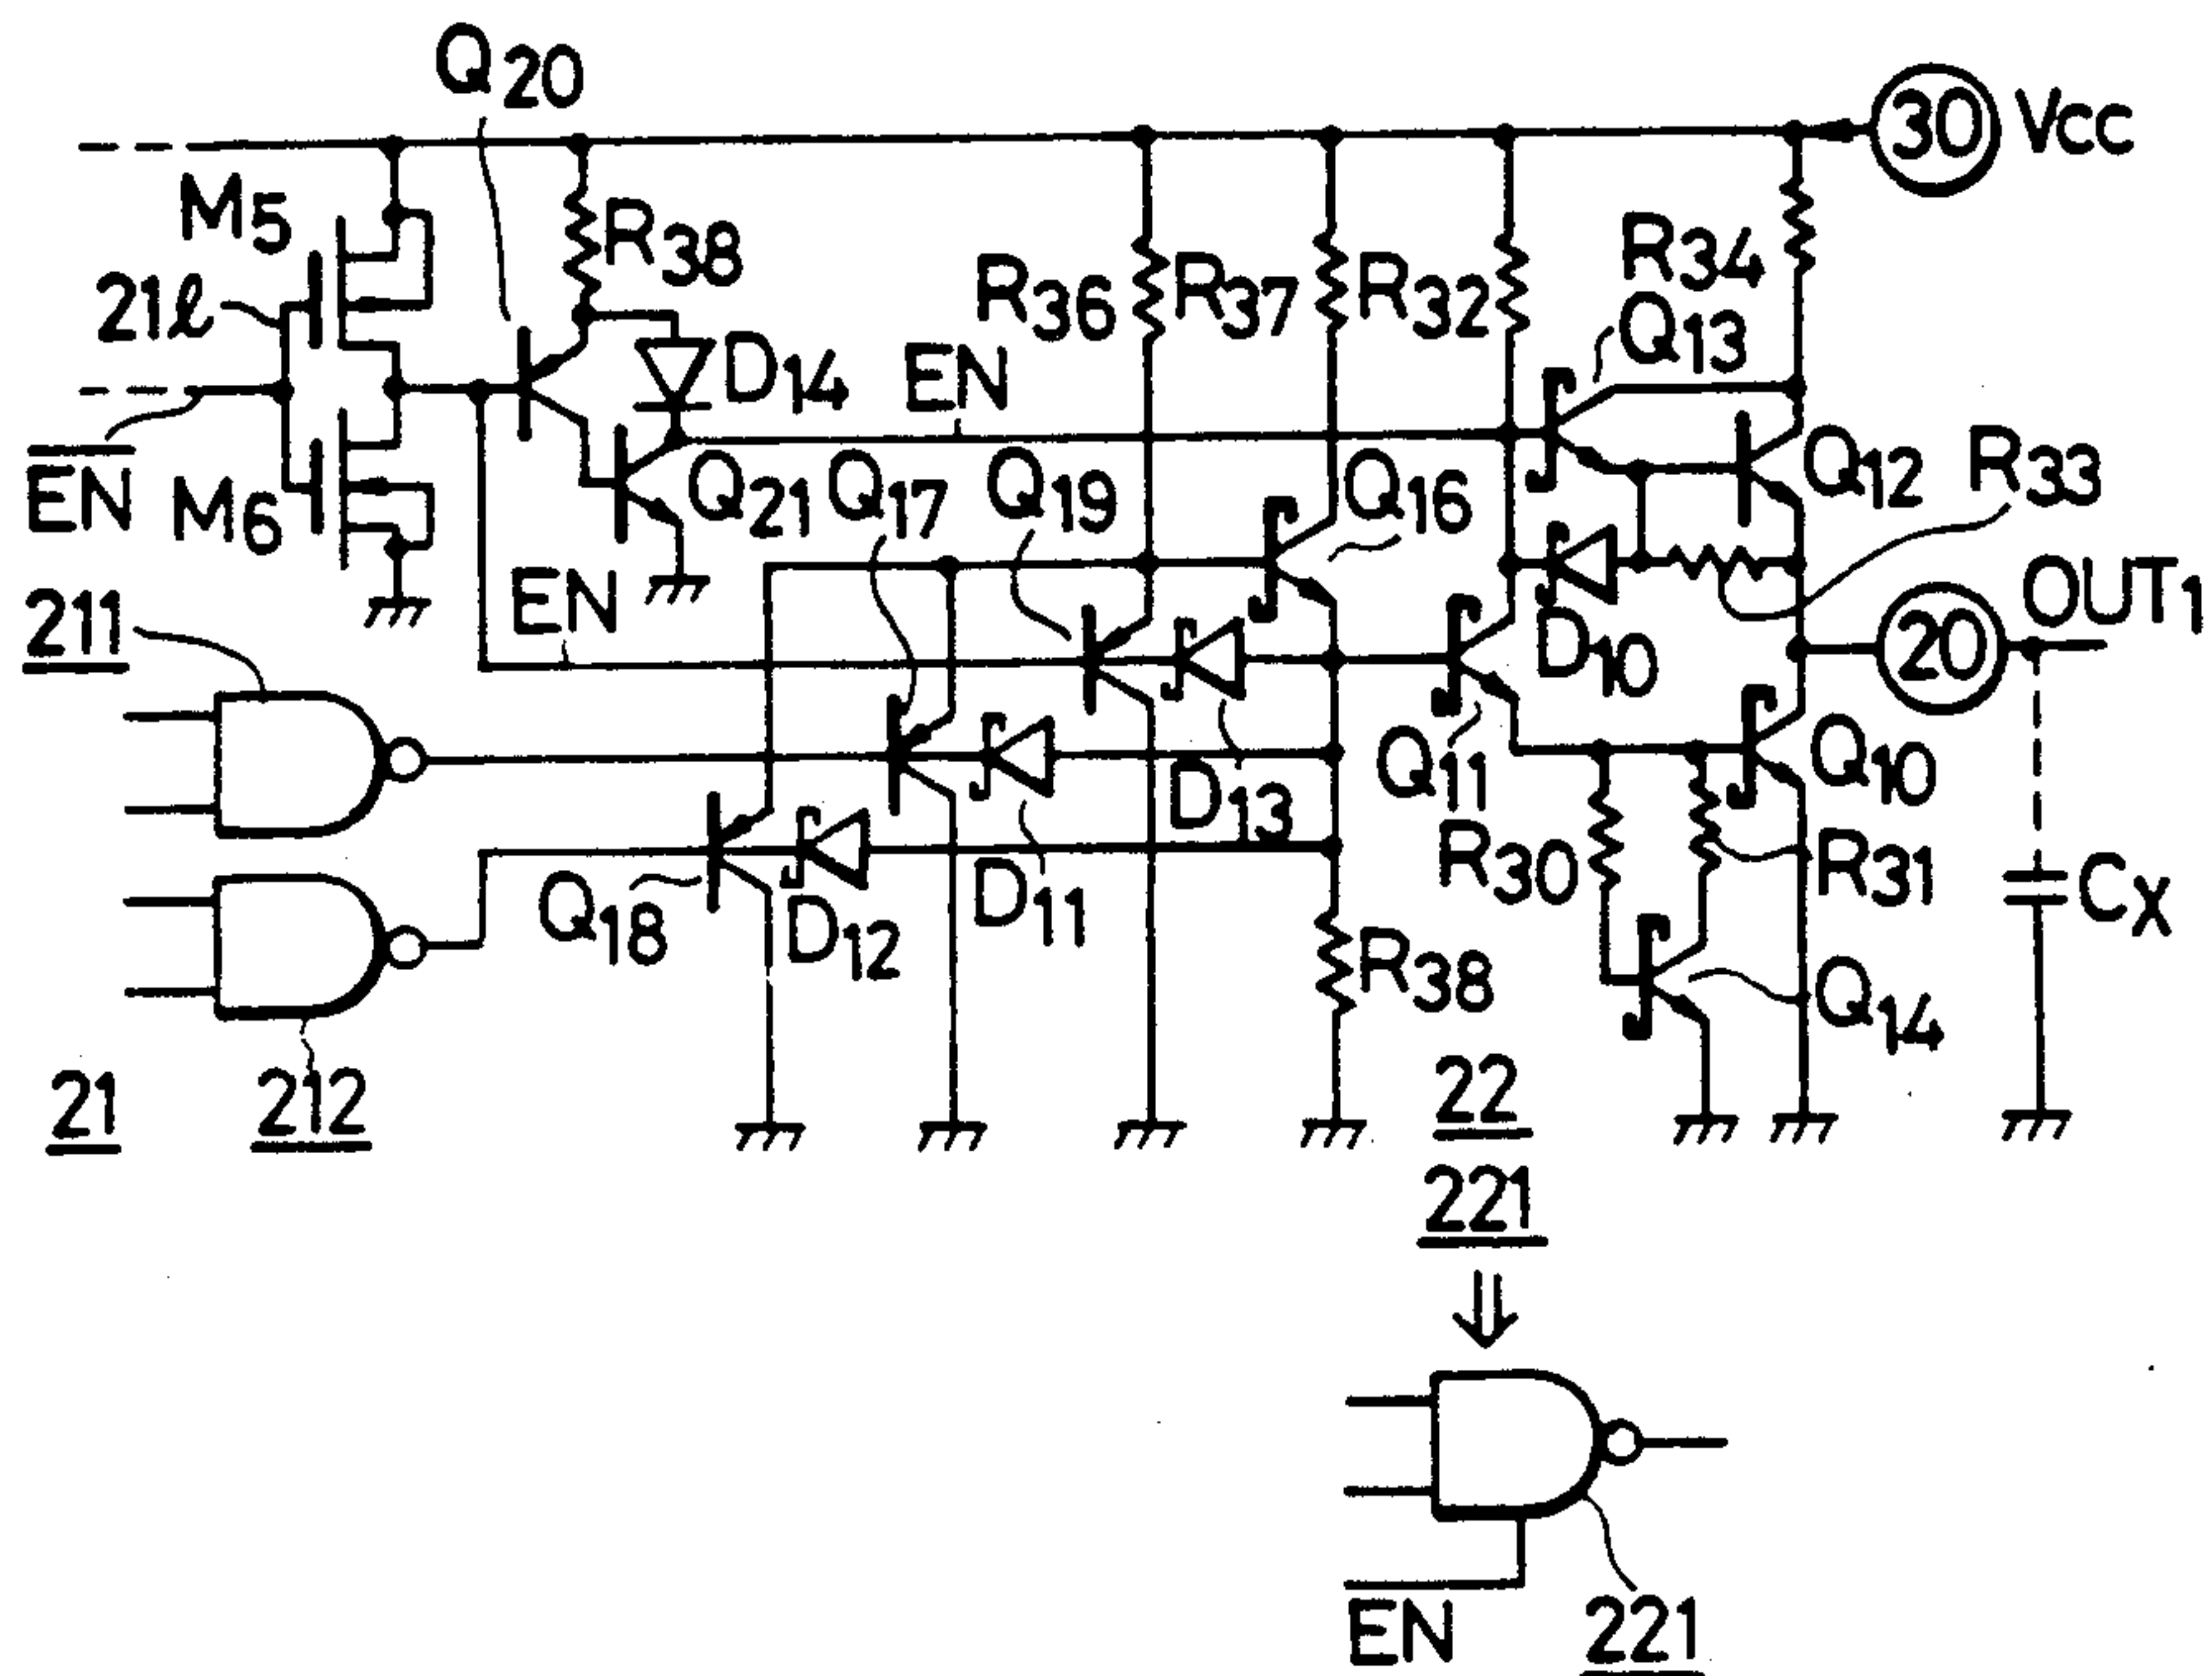 Q20
30 Vcc
M5
R38
R36
R37
R32
R34
21ℓ
Q13
D14
EN
Q12
R33
EN
M6
Q21
Q17
Q19
Q16
OUT1
211
EN
D10
20
Q11
Q10
D13
R30
R31
CX
Q18
D12
D11
R38
Q14
21
212
22
221
EN
221